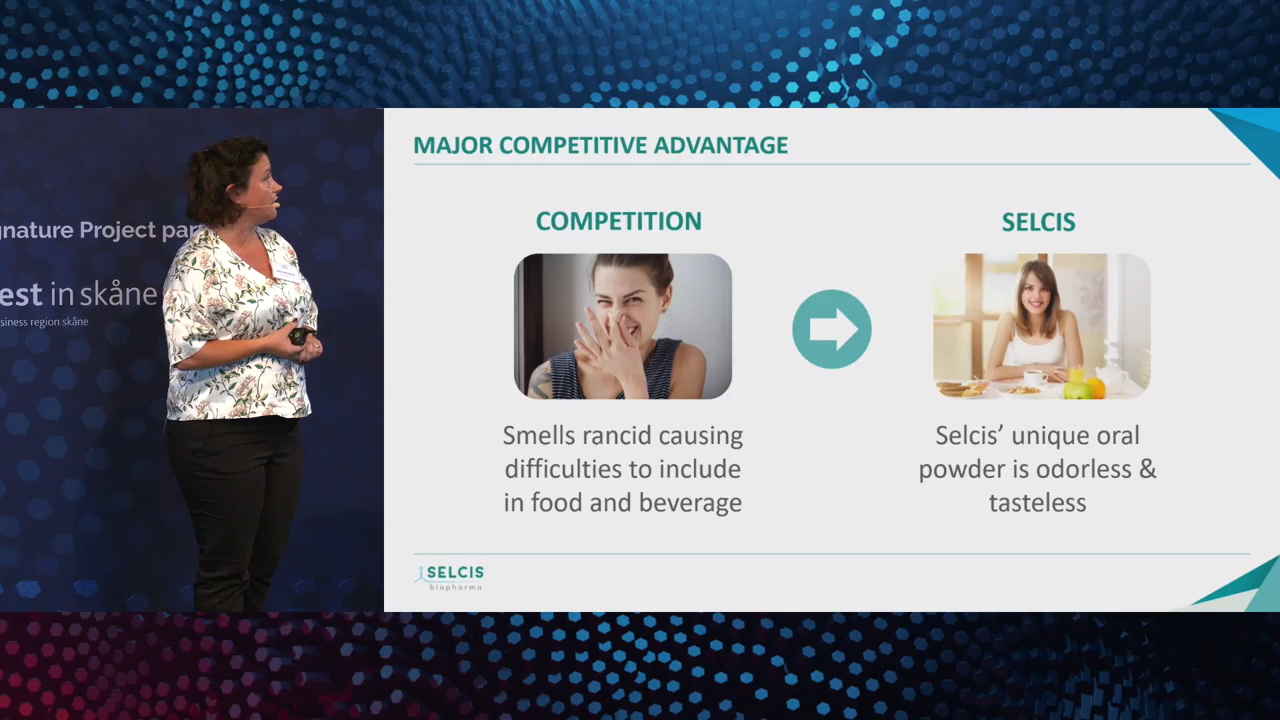 gnature Project par
est in skåne
siness region skåne
MAJOR COMPETITIVE ADVANTAGE
COMPETITION
SELCIS
Smells rancid causing
difficulties to include
in food and beverage
Selcis’ unique oral
powder is odorless &
tasteless
SELCIS
biopharma